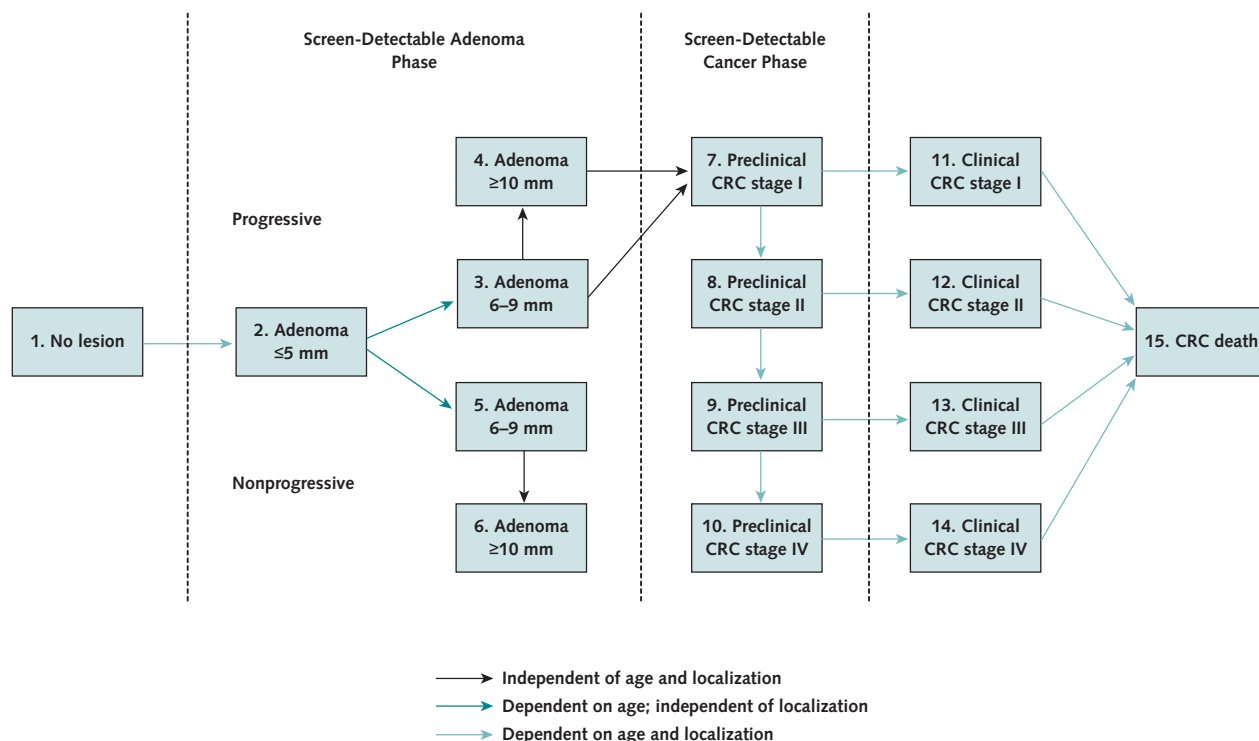 Screen-Detectable Adenoma
Phase
Screen-Detectable
Cancer Phase
4. Adenoma
≥10 mm
7. Preclinical
CRC stage I
11. Clinical
CRC stage I
Progressive
3. Adenoma
6–9 mm
8. Preclinical
CRC stage II
12. Clinical
CRC stage II
1. No lesion
2. Adenoma
≤5 mm
15. CRC death
5. Adenoma
6–9 mm
9. Preclinical
CRC stage III
13. Clinical
CRC stage III
Nonprogressive
6. Adenoma
≥10 mm
10. Preclinical
CRC stage IV
14. Clinical
CRC stage IV
Independent of age and localization
Dependent on age; independent of localization
Dependent on age and localization